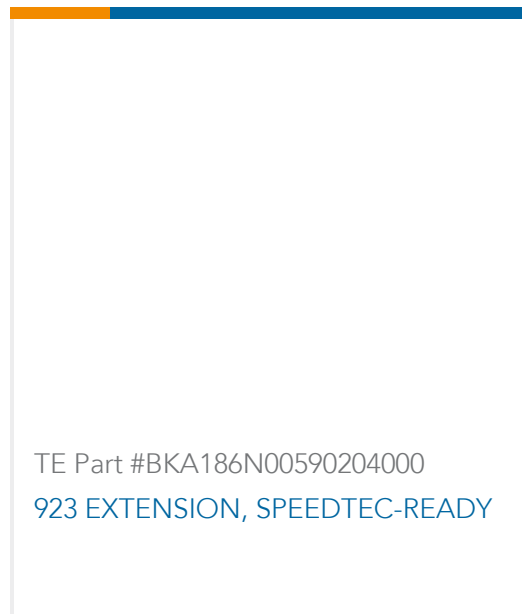 TE Part #BKA186N00590204000
923 EXTENSION, SPEEDTEC-READY